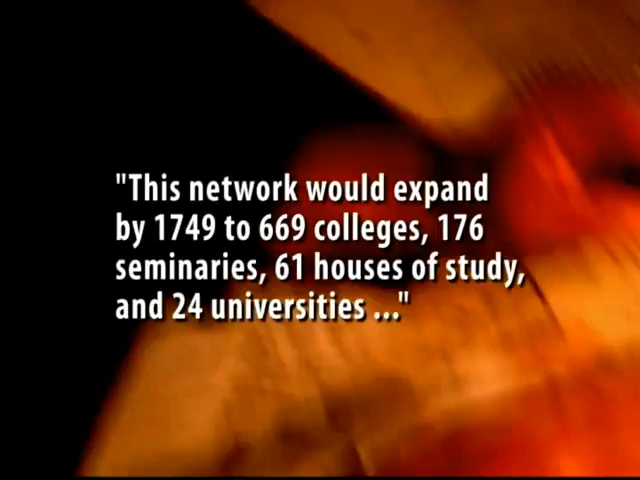 "This network would expand
by 1749 to 669 colleges, 176
seminaries, 61 houses of study,
and 24 universities ..."